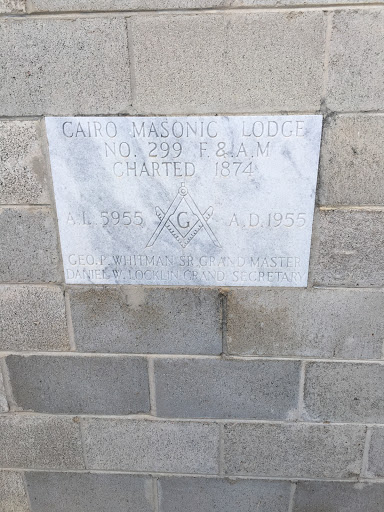 CAIRO MASONIC LODGE
NO. 299 F. & A.M
CHARTED 1874
A.L. 5955 G A.D. 1955
GEO. P. WHITMAN SR. GRAND MASTER
DANIEL W. LOCKLIN GRAND SECRETARY